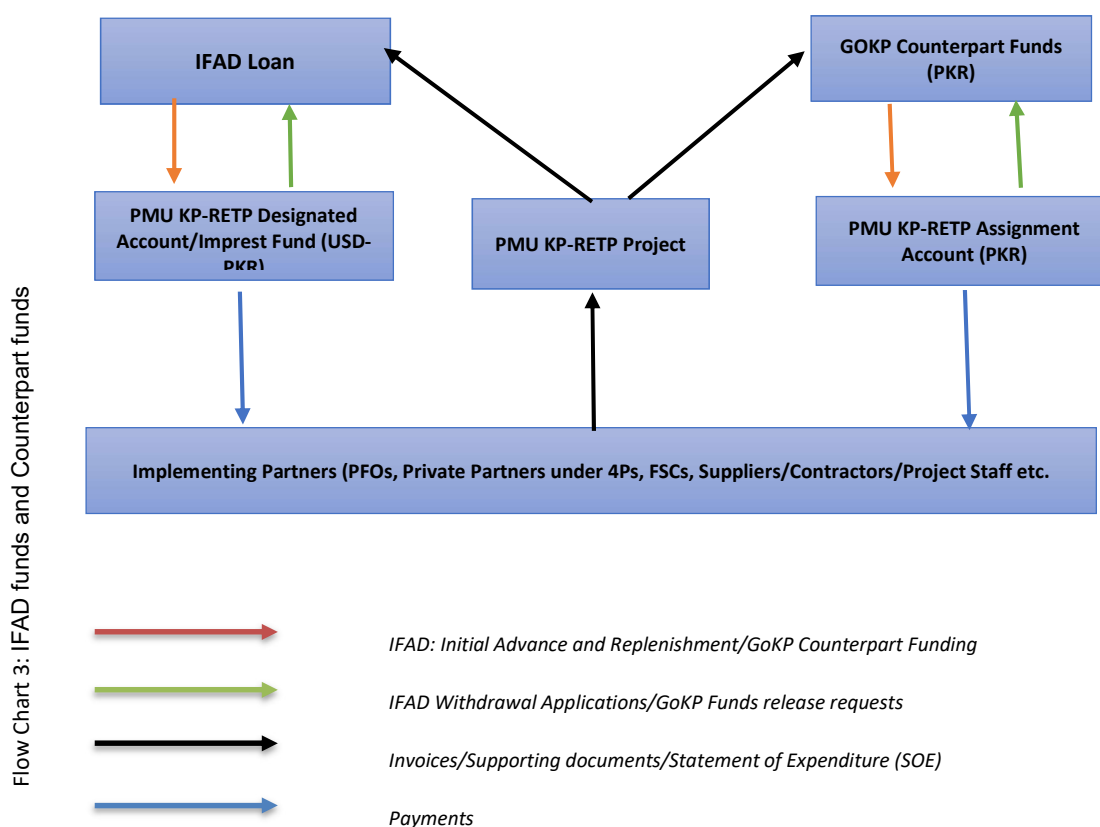 IFAD Loan
GOKP Counterpart Funds
(PKR)
PMU KP-RETP Designated
Account/Imprest Fund (USD-
PKR)
PMU KP-RETP Project
PMU KP-RETP Assignment
Account (PKR)
Implementing Partners (PFOs, Private Partners under 4Ps, FSCs, Suppliers/Contractors/Project Staff etc.
Flow Chart 3: IFAD funds and Counterpart funds
IFAD: Initial Advance and Replenishment/GoKP Counterpart Funding
IFAD Withdrawal Applications/GoKP Funds release requests
Invoices/Supporting documents/Statement of Expenditure (SOE)
Payments